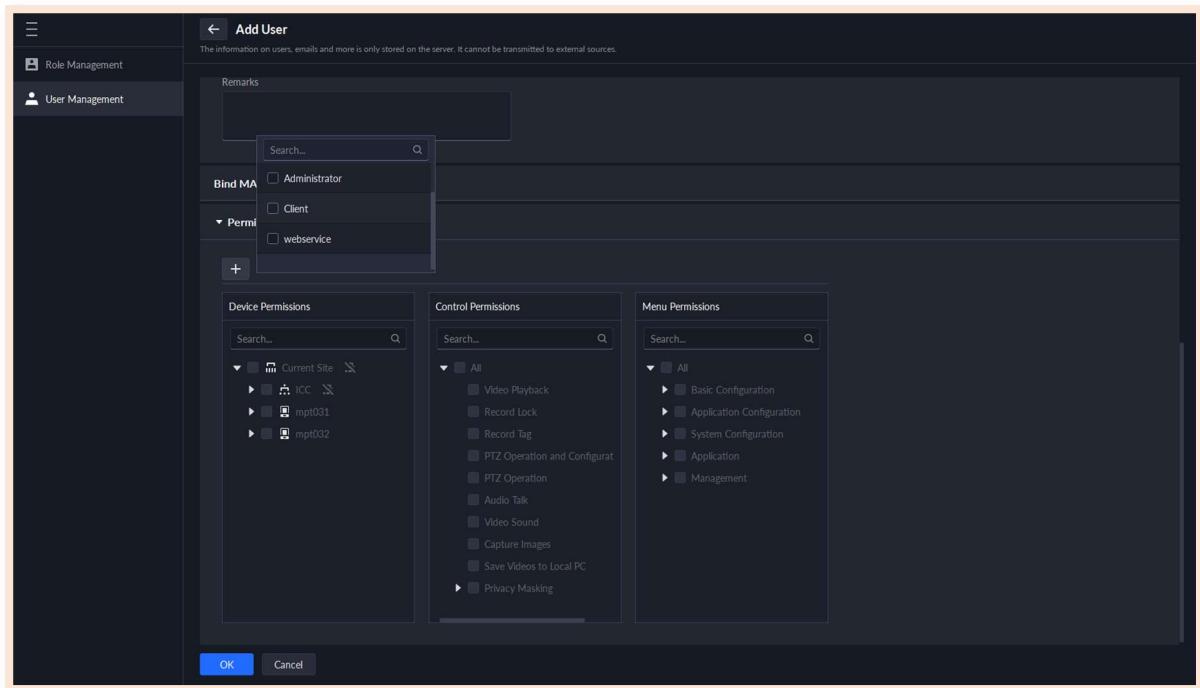 Add User
The information on users, emails and more is only stored on the server. It cannot be transmitted to external sources.
Role Management
User Management
Remarks
Search...
Administrator
Client
webservice
Bind MA
Permi
+
Device Permissions
Search...
Current Site
ICC
mpt031
mpt032
Control Permissions
Search...
All
Video Playback
Record Lock
Record Tag
PTZ Operation and Configurat
PTZ Operation
Audio Talk
Video Sound
Capture Images
Save Videos to Local PC
Privacy Masking
Menu Permissions
Search...
All
Basic Configuration
Application Configuration
System Configuration
Application
Management
OK
Cancel